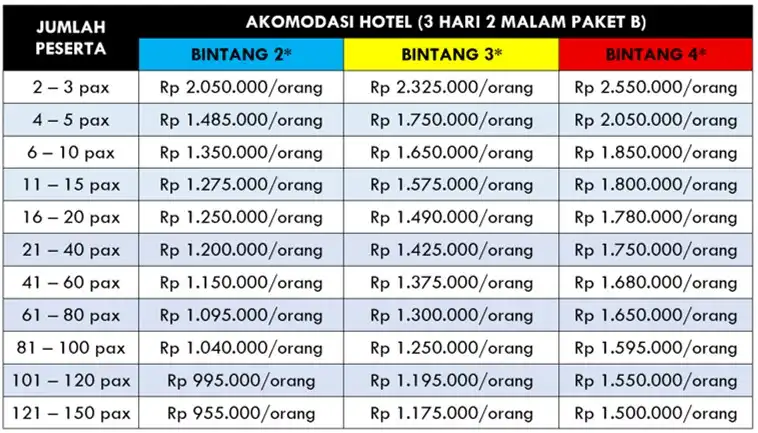 JUMLAH PESERTA AKOMODASI HOTEL (3 HARI 2 MALAM PAKET B)
BINTANG 2* BINTANG 3* BINTANG 4*
2 – 3 pax Rp 2.050.000/orang Rp 2.325.000/orang Rp 2.550.000/orang
4 – 5 pax Rp 1.485.000/orang Rp 1.750.000/orang Rp 2.050.000/orang
6 – 10 pax Rp 1.350.000/orang Rp 1.650.000/orang Rp 1.850.000/orang
11 – 15 pax Rp 1.275.000/orang Rp 1.575.000/orang Rp 1.800.000/orang
16 – 20 pax Rp 1.250.000/orang Rp 1.490.000/orang Rp 1.780.000/orang
21 – 40 pax Rp 1.200.000/orang Rp 1.425.000/orang Rp 1.750.000/orang
41 – 60 pax Rp 1.150.000/orang Rp 1.375.000/orang Rp 1.680.000/orang
61 – 80 pax Rp 1.095.000/orang Rp 1.300.000/orang Rp 1.650.000/orang
81 – 100 pax Rp 1.040.000/orang Rp 1.250.000/orang Rp 1.595.000/orang
101 – 120 pax Rp 995.000/orang Rp 1.195.000/orang Rp 1.550.000/orang
121 – 150 pax Rp 955.000/orang Rp 1.175.000/orang Rp 1.500.000/orang